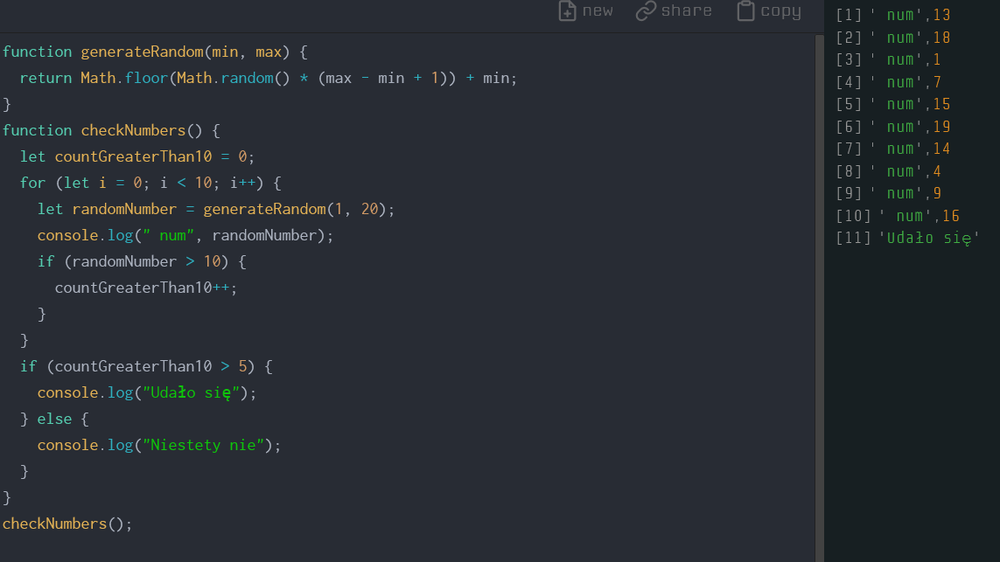 new share copy
function generateRandom(min, max) {
  return Math.floor(Math.random() * (max - min + 1)) + min;
}
function checkNumbers() {
  let countGreaterThan10 = 0;
  for (let i = 0; i < 10; i++) {
    let randomNumber = generateRandom(1, 20);
    console.log(" num", randomNumber);
    if (randomNumber > 10) {
      countGreaterThan10++;
    }
  }
  if (countGreaterThan10 > 5) {
    console.log("Udało się");
  } else {
    console.log("Niestety nie");
  }
}
checkNumbers();
[1] ' num',13
[2] ' num',18
[3] ' num',1
[4] ' num',7
[5] ' num',15
[6] ' num',19
[7] ' num',14
[8] ' num',4
[9] ' num',9
[10] ' num',16
[11] 'Udało się'